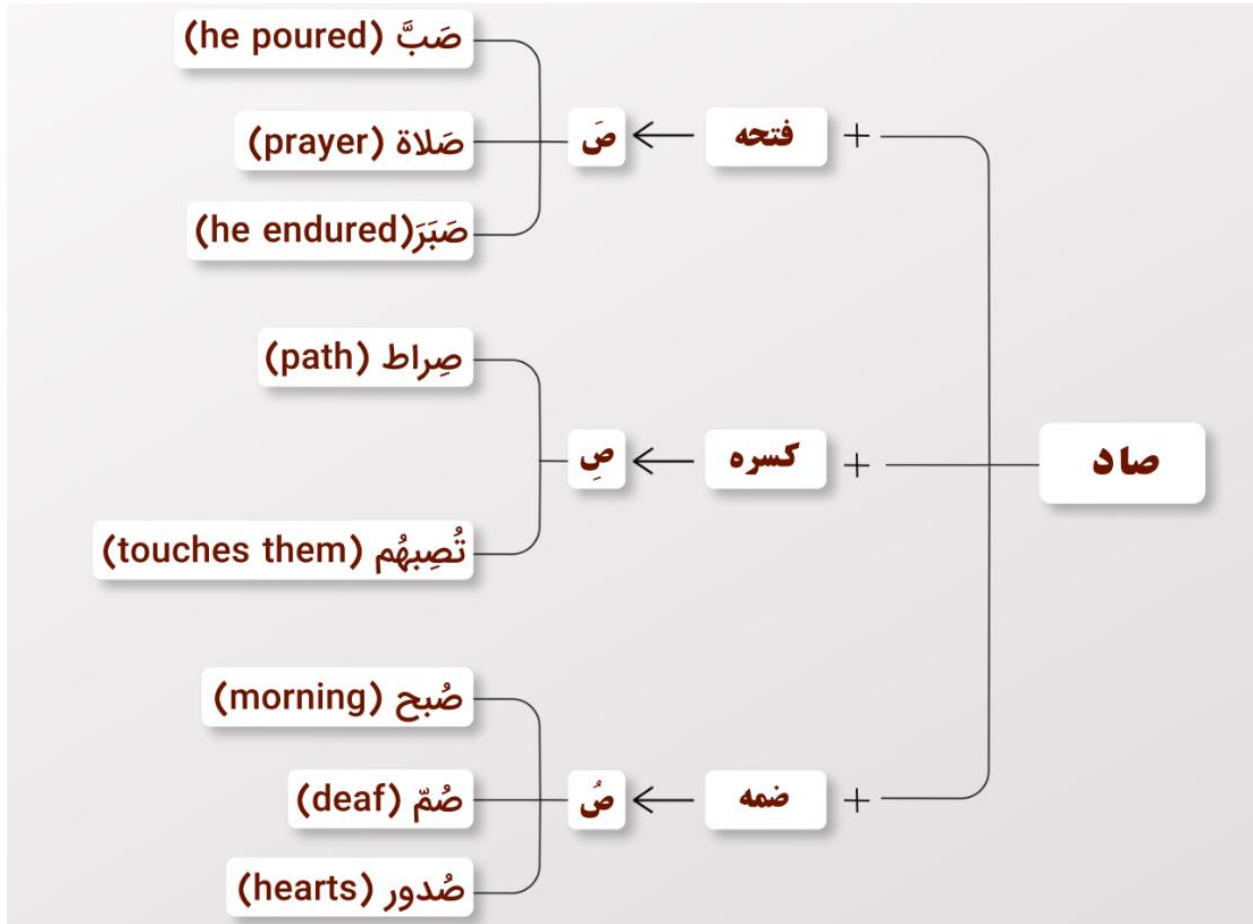 صاد
+ فتحه ← صَ
صَبَّ (he poured)
صَلاة (prayer)
صَبَرَ(he endured)
+ کسره ← صِ
صِراط (path)
تُصِبهُم (touches them)
+ ضمه ← صُ
صُبح (morning)
صُمّ (deaf)
صُدور (hearts)